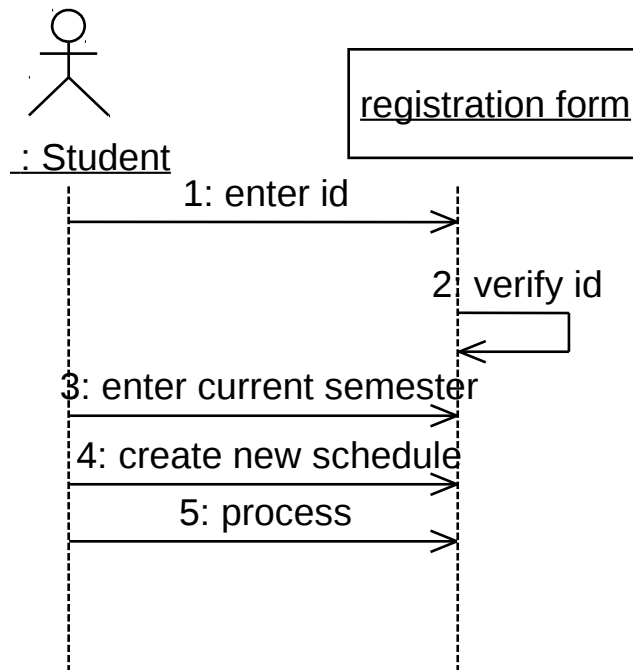 registration form
: Student
1: enter id
2: verify id
3: enter current semester
4: create new schedule
5: process